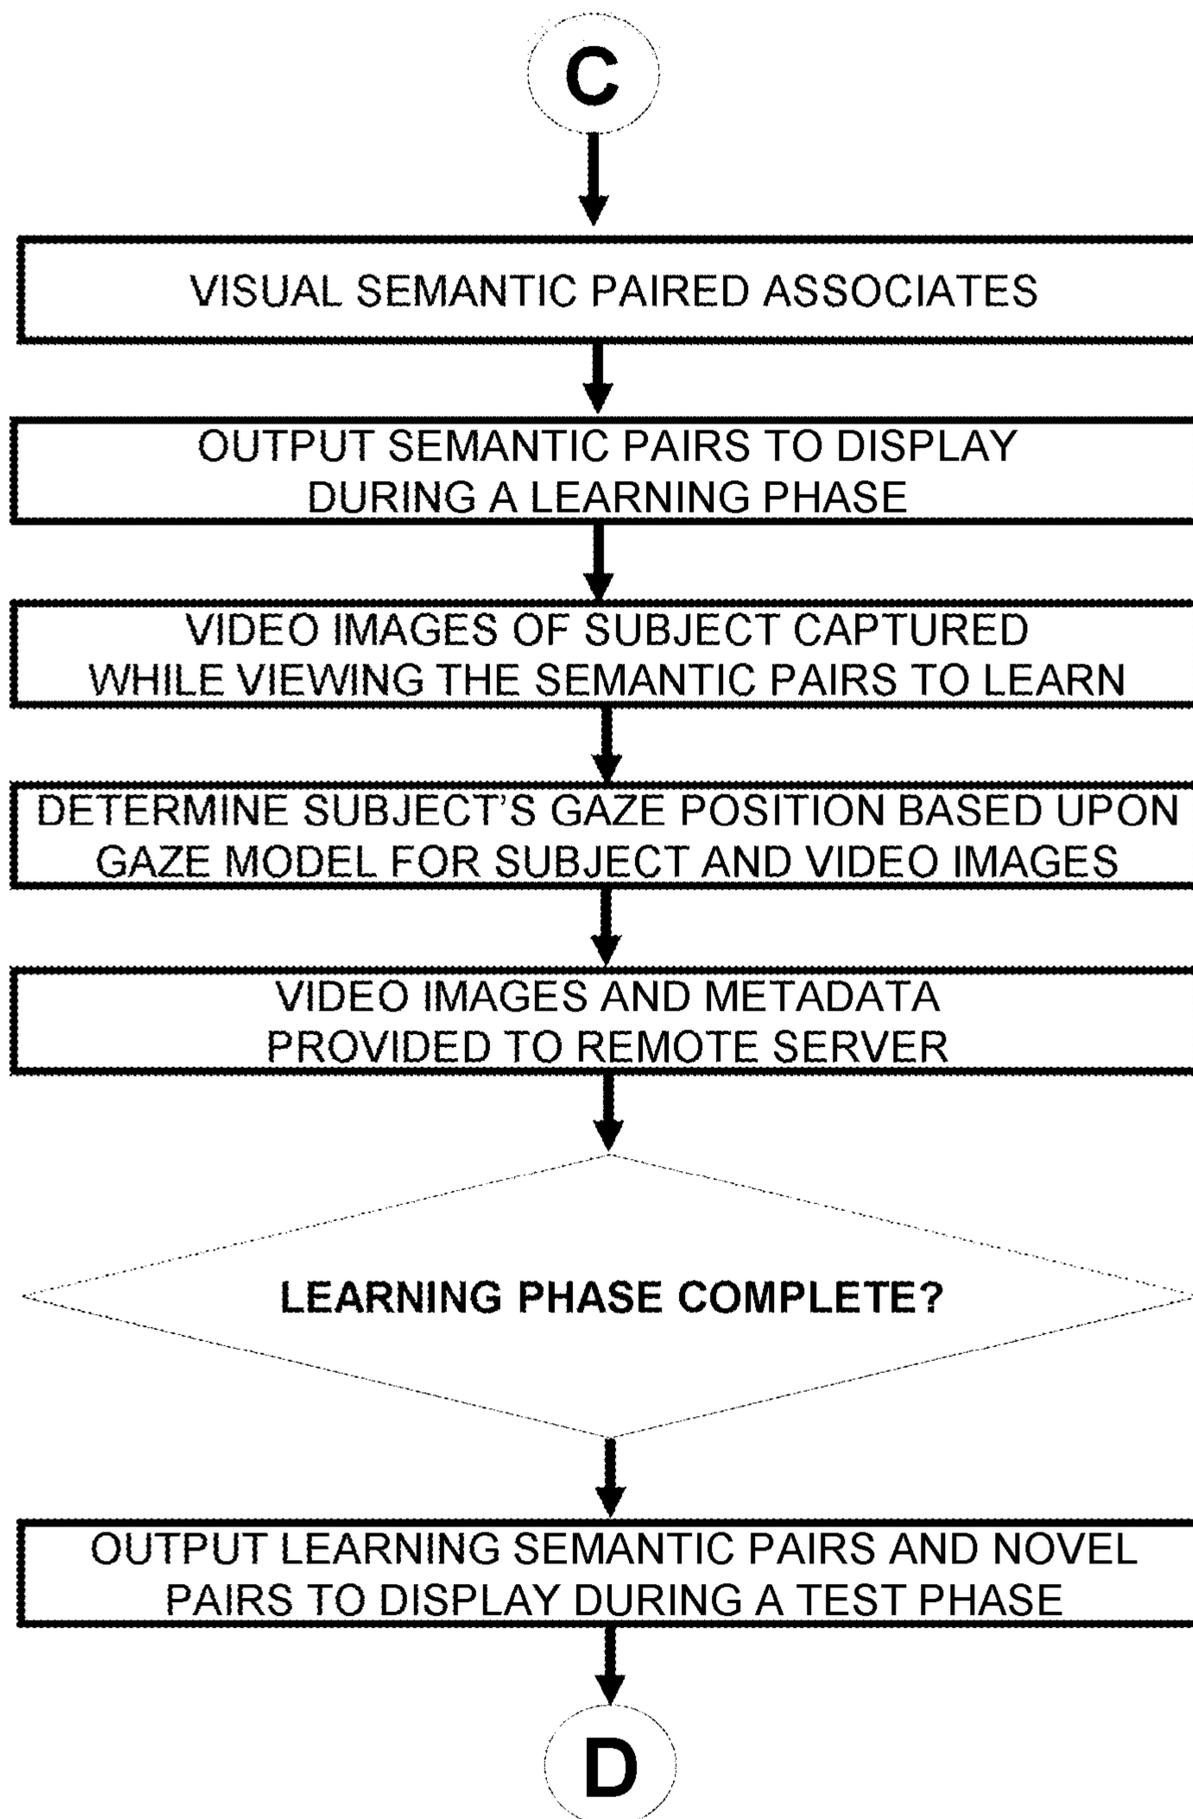 C
VISUAL SEMANTIC PAIRED ASSOCIATES
OUTPUT SEMANTIC PAIRS TO DISPLAY
DURING A LEARNING PHASE
VIDEO IMAGES OF SUBJECT CAPTURED
WHILE VIEWING THE SEMANTIC PAIRS TO LEARN
DETERMINE SUBJECT'S GAZE POSITION BASED UPON
GAZE MODEL FOR SUBJECT AND VIDEO IMAGES
VIDEO IMAGES AND METADATA
PROVIDED TO REMOTE SERVER
LEARNING PHASE COMPLETE?
OUTPUT LEARNING SEMANTIC PAIRS AND NOVEL
PAIRS TO DISPLAY DURING A TEST PHASE
D